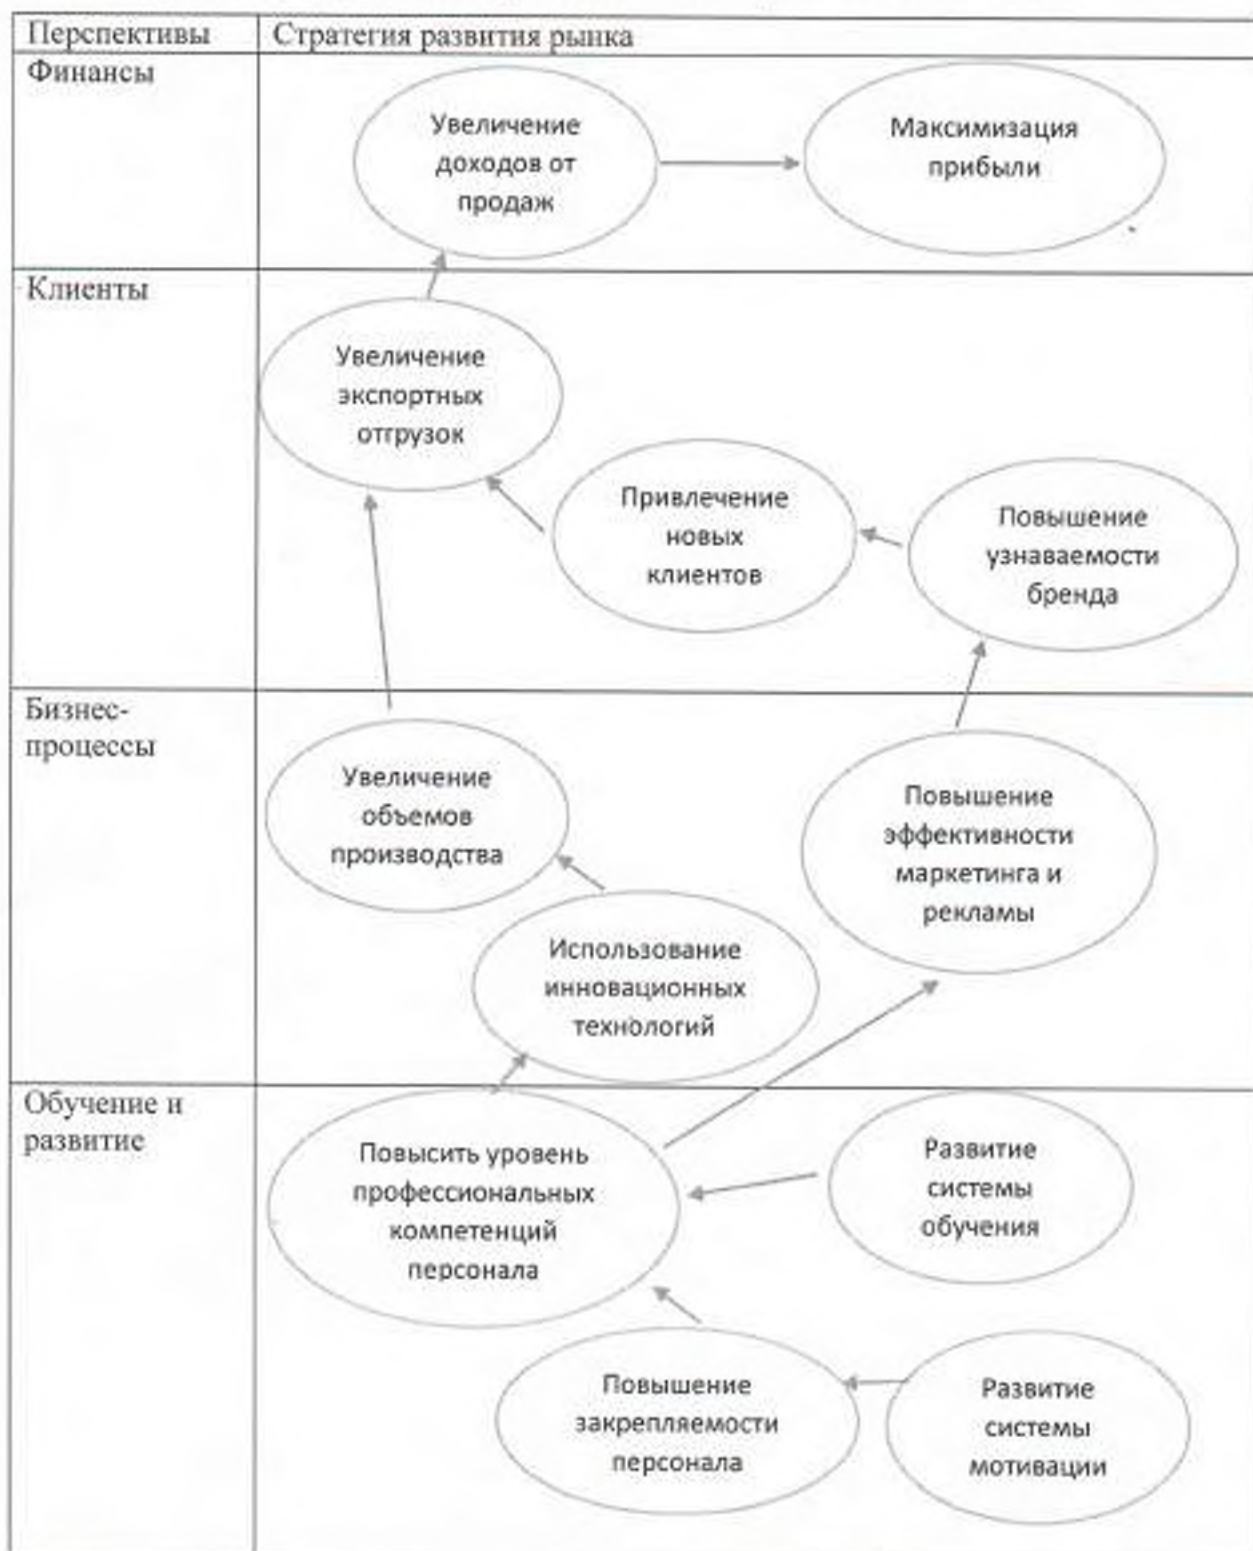 Перспективы
Стратегия развития рынка
Финансы
Увеличение
доходов от
продаж
Максимизация
прибыли
Клиенты
Увеличение
экспортных
отгрузок
Привлечение
новых
клиентов
Повышение
узнаваемости
бренда
Бизнес-
процессы
Увеличение
объемов
производства
Повышение
эффективности
маркетинга и
рекламы
Использование
инновационных
технологий
Обучение и
развитие
Повысить уровень
профессиональных
компетенций
персонала
Развитие
системы
обучения
Повышение
закрепляемости
персонала
Развитие
системы
мотивации